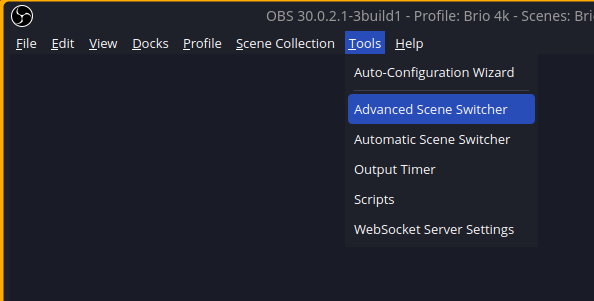 OBS 30.0.2.1-3build1 - Profile: Brio 4k - Scenes: Bri
File Edit View Docks Profile Scene Collection Tools Help
Auto-Configuration Wizard
Advanced Scene Switcher
Automatic Scene Switcher
Output Timer
Scripts
WebSocket Server Settings